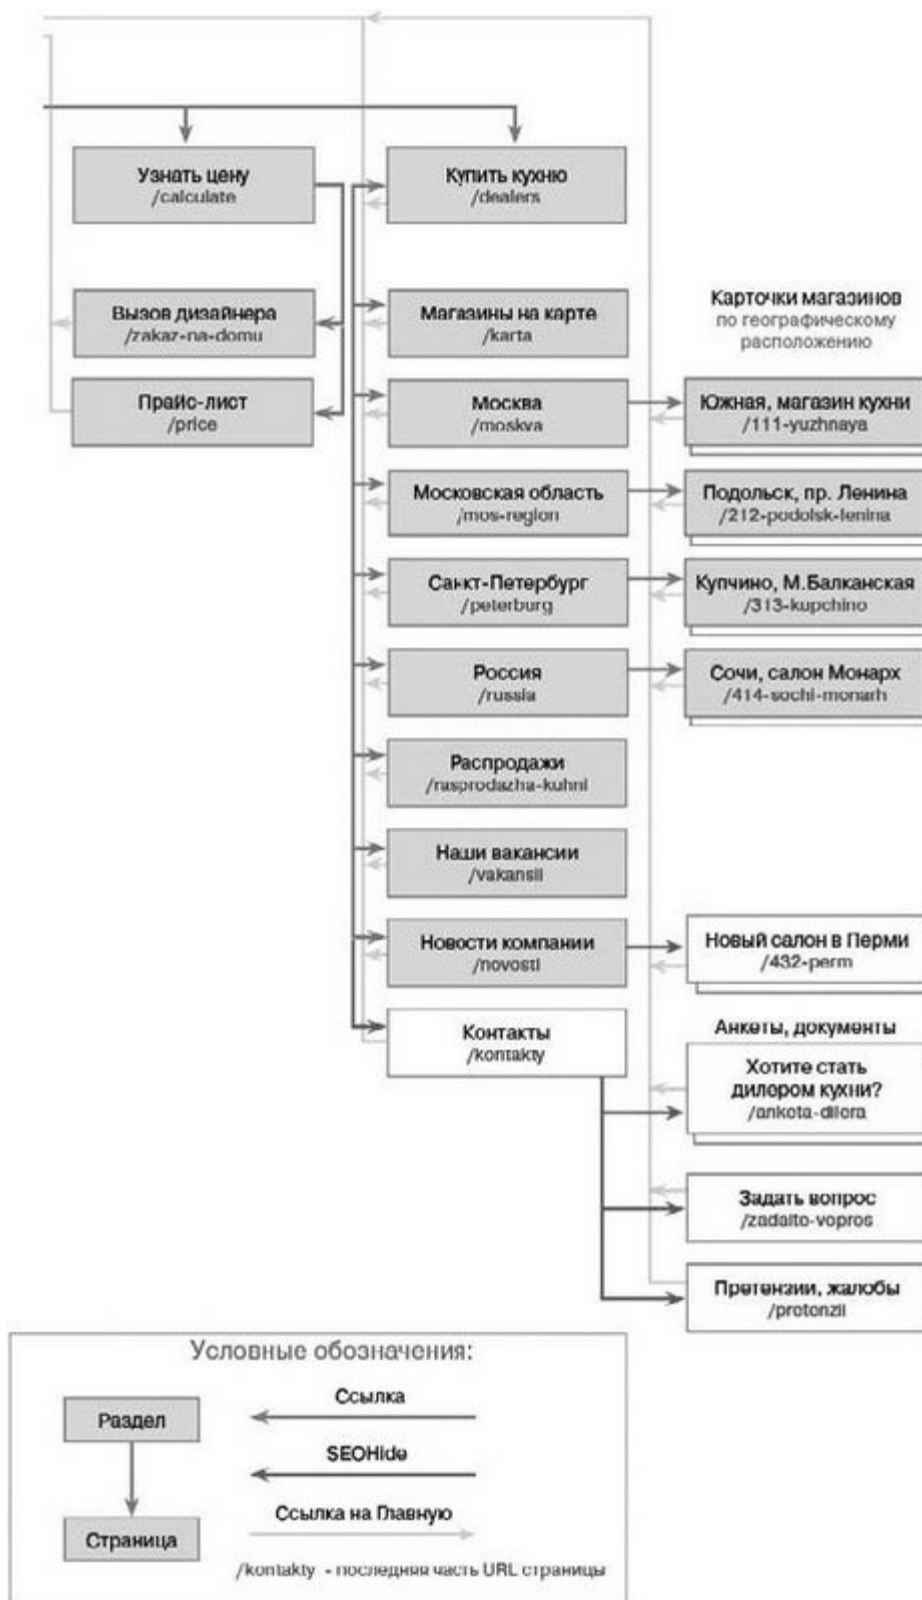 Узнать цену
/calculate
Купить кухню
/dealers
Вызов дизайнера
/zakaz-na-domu
Прайс-лист
/price
Магазины на карте
/karta
Москва
/moskva
Московская область
/mos-region
Санкт-Петербург
/peterburg
Россия
/russia
Распродажи
/rasprodazha-kuhni
Наши вакансии
/vakansii
Новости компании
/novosti
Контакты
/kontakty
Карточки магазинов
по географическому
расположению
Южная, магазин кухни
/111-yuzhnaya
Подольск, пр. Ленина
/212-podolsk-lenina
Купчино, М.Балканская
/313-kupchino
Сочи, салон Монарх
/414-sochi-monarh
Новый салон в Перми
/432-perm
Анкеты, документы
Хотите стать
дилером кухни?
/anketa-dilera
Задать вопрос
/zadaite-vopros
Претензии, жалобы
/pretenzii
Условные обозначения:
Раздел
Страница
Ссылка
SEOHide
Ссылка на Главную
/kontakty - последняя часть URL страницы